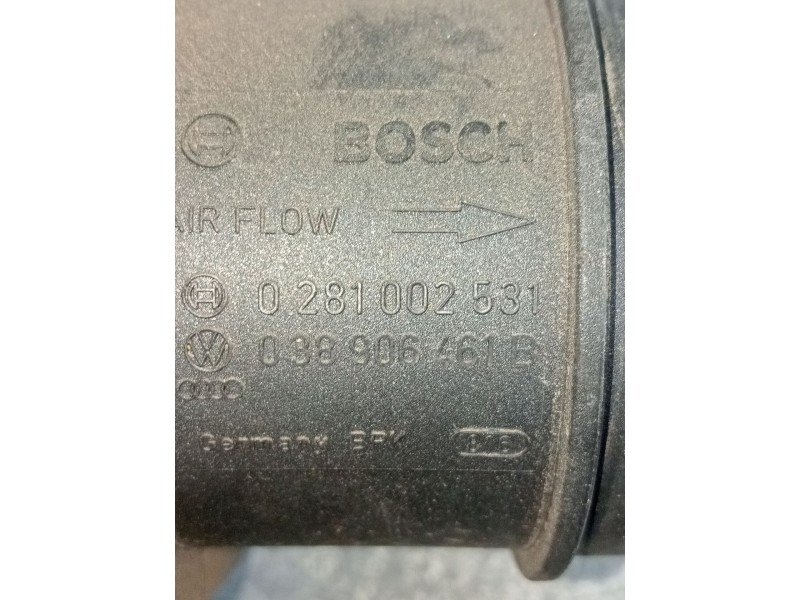 BOSCH
AIR FLOW
0 281 002 531
038 906 461 B
Germany